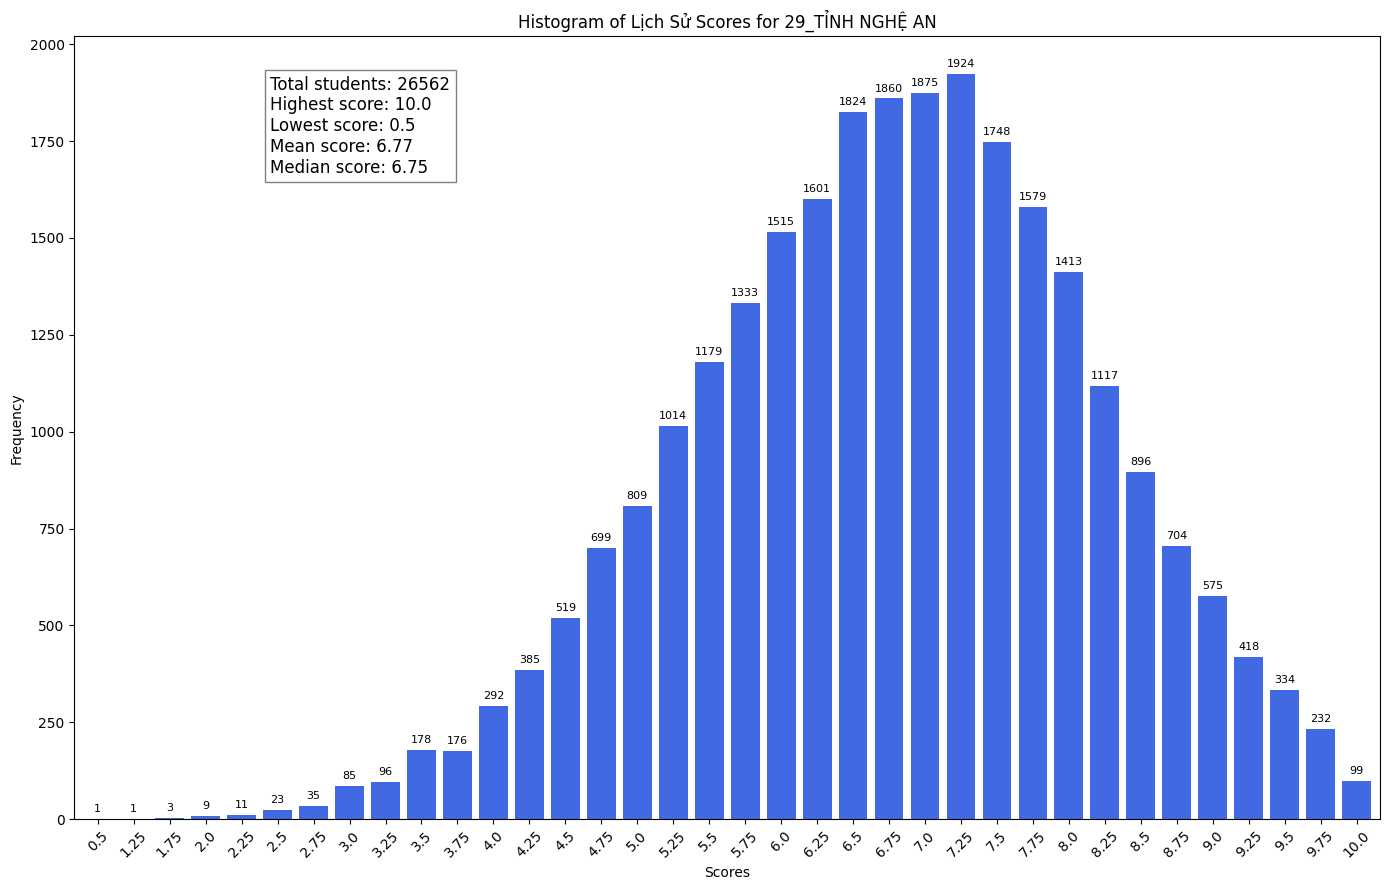 Histogram of Lịch Sử Scores for 29_TỈNH NGHỆ AN
Total students: 26562
Highest score: 10.0
Lowest score: 0.5
Mean score: 6.77
Median score: 6.75
Frequency
2000
1750
1500
1250
1000
750
500
250
0
1 1 3 9 11 23 35 85 96 178 176 292 385 519 699 809 1014 1179 1333 1515 1601 1824 1860 1875 1924 1748 1579 1413 1117 896 704 575 418 334 232 99
0.5 1.25 1.75 2.0 2.25 2.5 2.75 3.0 3.25 3.5 3.75 4.0 4.25 4.5 4.75 5.0 5.25 5.5 5.75 6.0 6.25 6.5 6.75 7.0 7.25 7.5 7.75 8.0 8.25 8.5 8.75 9.0 9.25 9.5 9.75 10.0
Scores